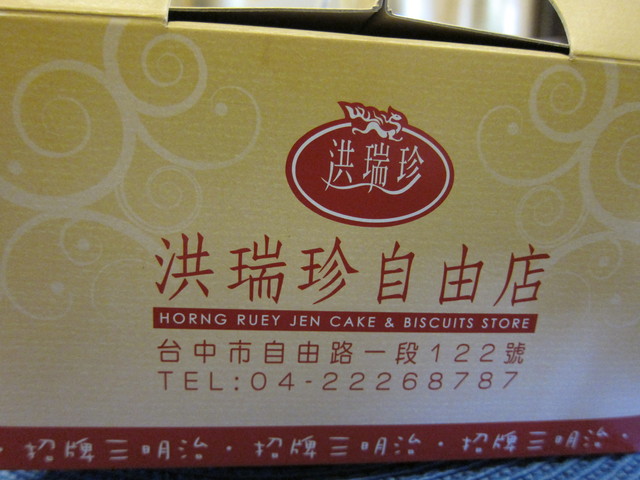 洪瑞珍
洪瑞珍自由店
HORNG RUEY JEN CAKE & BISCUITS STORE
台中市自由路一段122號
TEL:04-22268787
·招牌三明治·招牌三明治·招牌三明治·